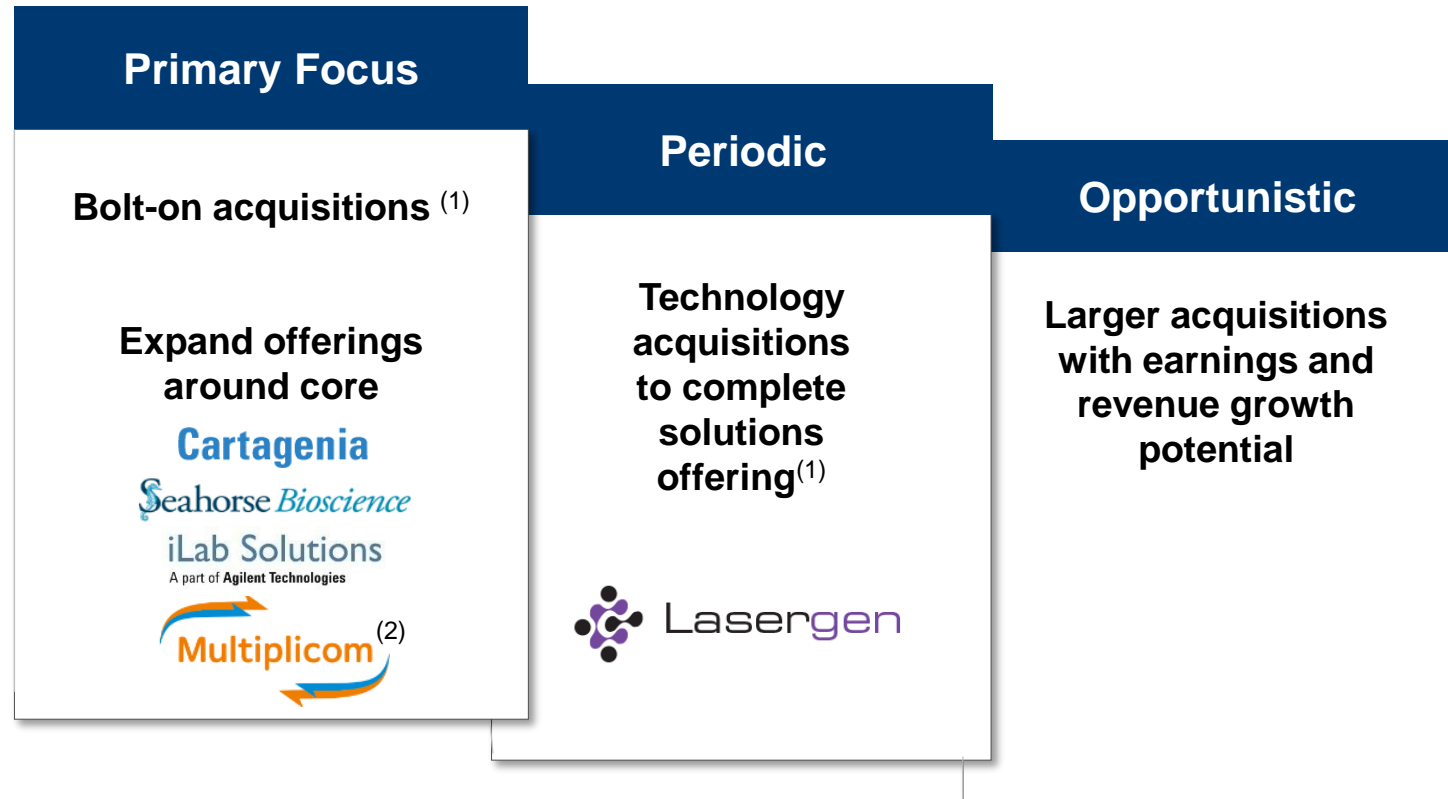 Primary Focus
Bolt-on acquisitions (1)
Expand offerings
around core
Cartagenia
Seahorse Bioscience
iLab Solutions
A part of Agilent Technologies
Multiplicom(2)
Periodic
Technology
acquisitions
to complete
solutions
offering(1)
Lasergen
Opportunistic
Larger acquisitions
with earnings and
revenue growth
potential